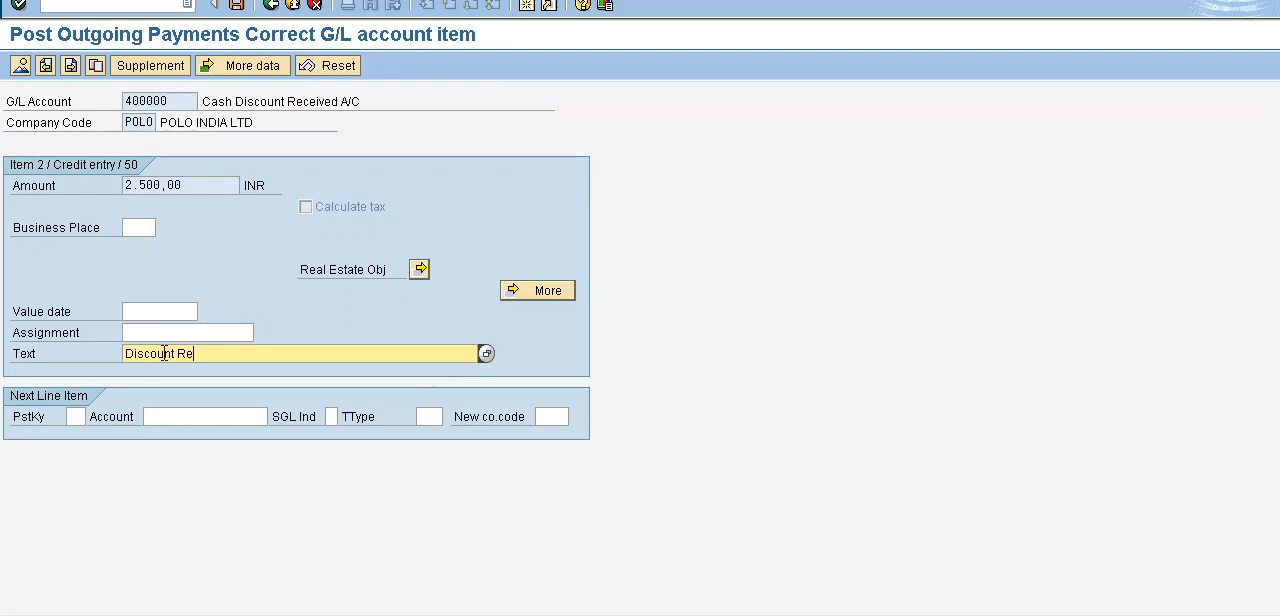 Post Outgoing Payments Correct G/L account item
Supplement More data Reset
G/L Account 400000 Cash Discount Received A/C
Company Code POLO POLO INDIA LTD
Item 2 / Credit entry / 50
Amount 2.500,00 INR
Calculate tax
Business Place
Real Estate Obj
More
Value date
Assignment
Text Discount Re
Next Line Item
PstKy Account SGL Ind TType New co.code